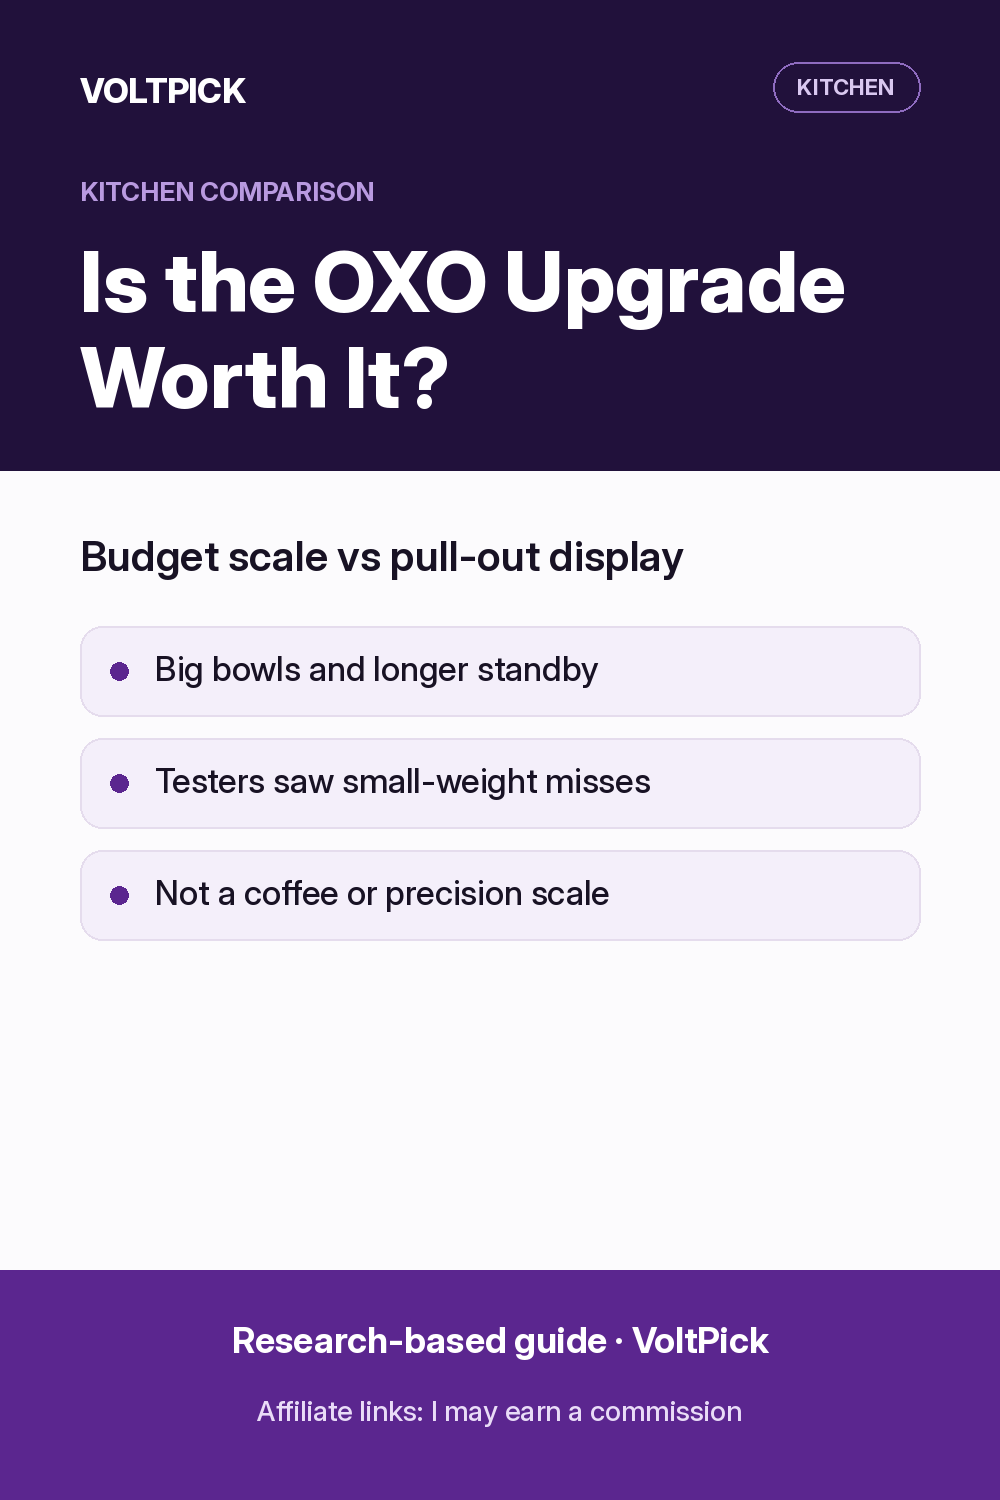 VOLTPICK
KITCHEN
KITCHEN COMPARISON
Is the OXO Upgrade
Worth It?
Budget scale vs pull-out display
Big bowls and longer standby
Testers saw small-weight misses
Not a coffee or precision scale
Research-based guide · VoltPick
Affiliate links: I may earn a commission